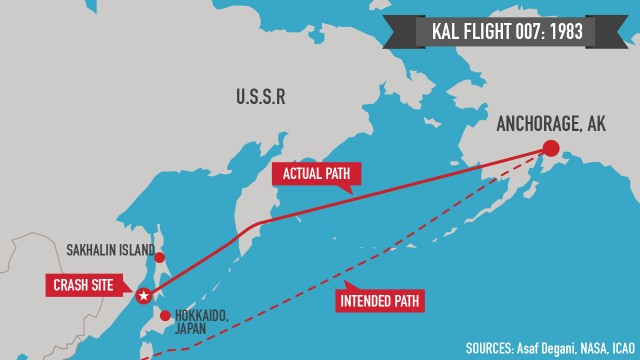 KAL FLIGHT 007: 1983
U.S.S.R
ANCHORAGE, AK
ACTUAL PATH
SAKHALIN ISLAND
CRASH SITE
INTENDED PATH
HOKKAIDO,
JAPAN
SOURCES: Asaf Degani, NASA, ICAO